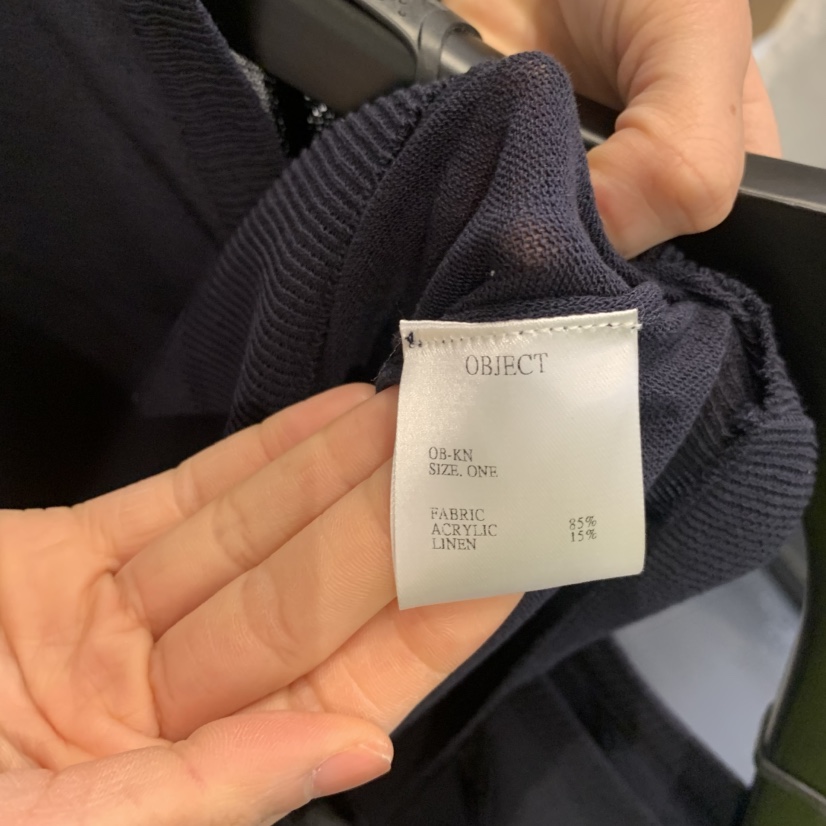 OBJECT
OB-KN
SIZE. ONE
FABRIC
ACRYLIC 85%
LINEN 15%